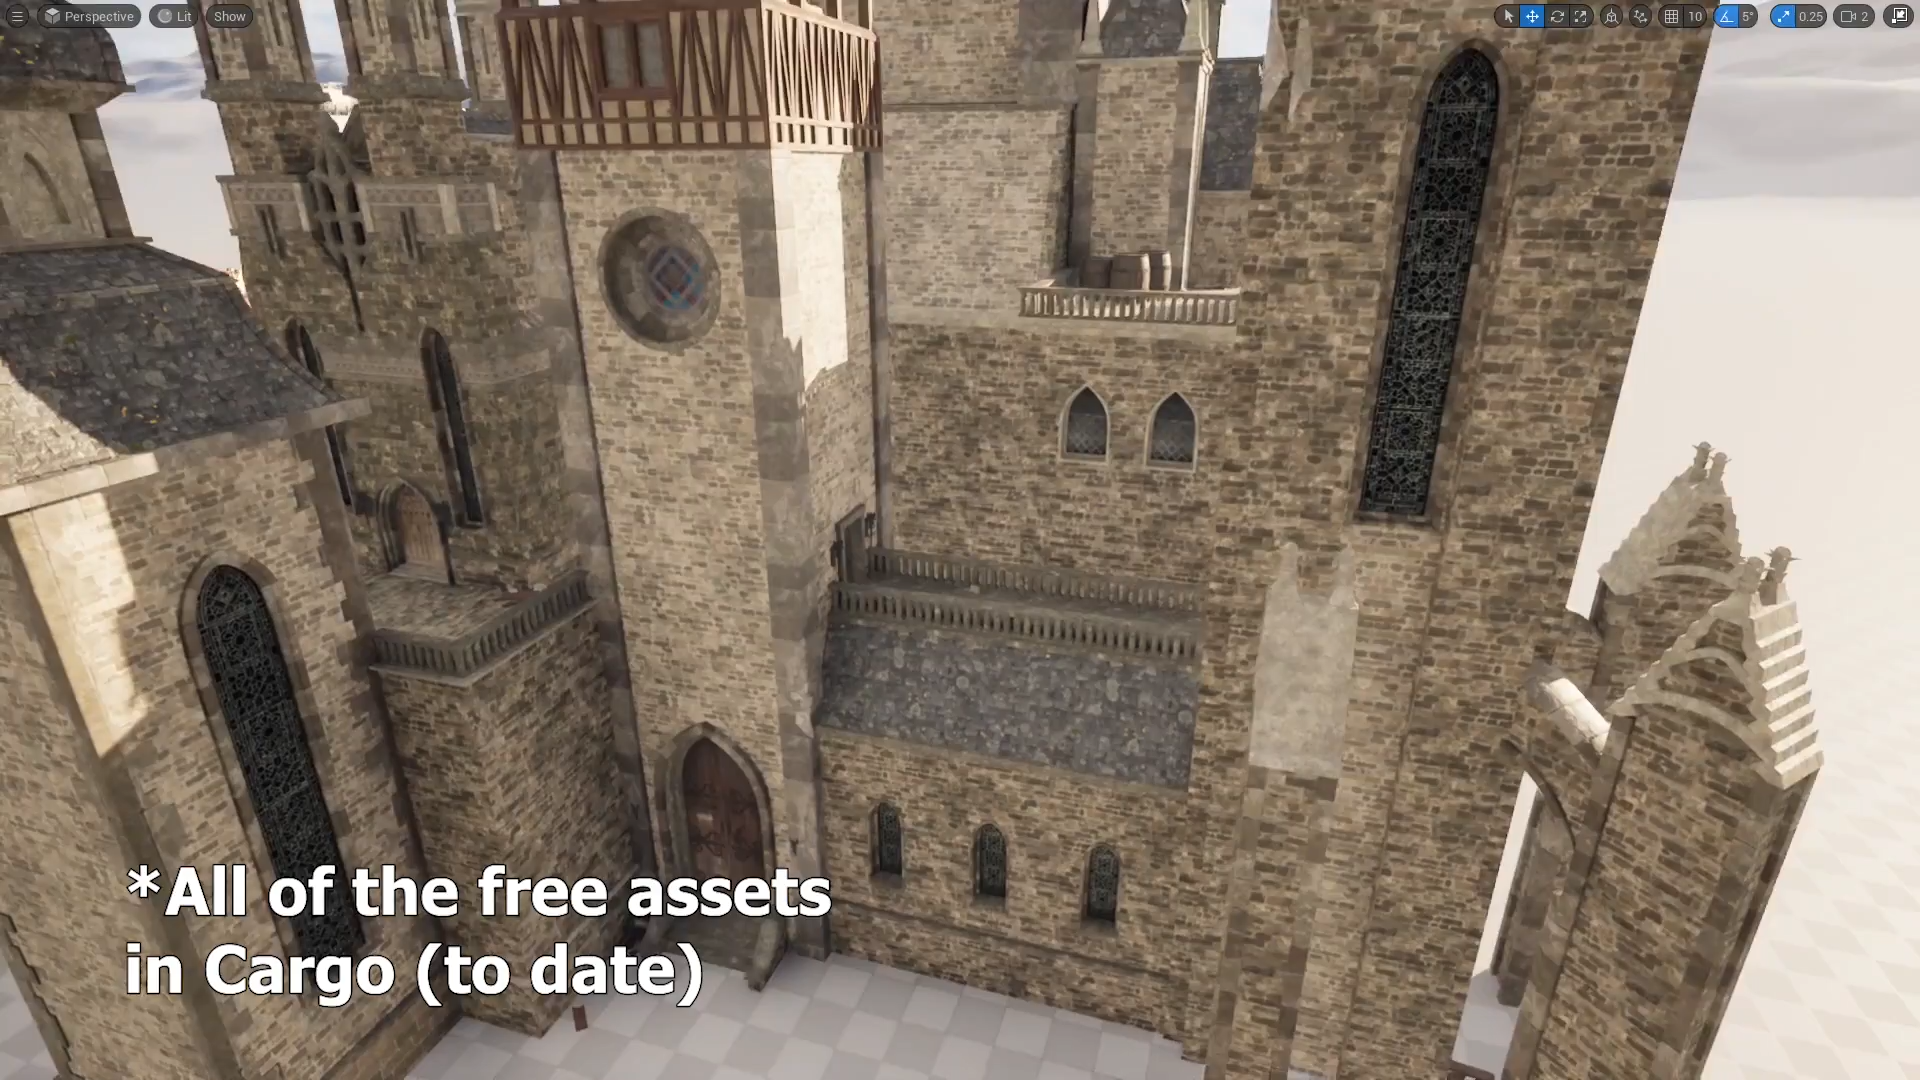 Perspective Lit Show 10 5° 0.25 2
*All of the free assets
in Cargo (to date)